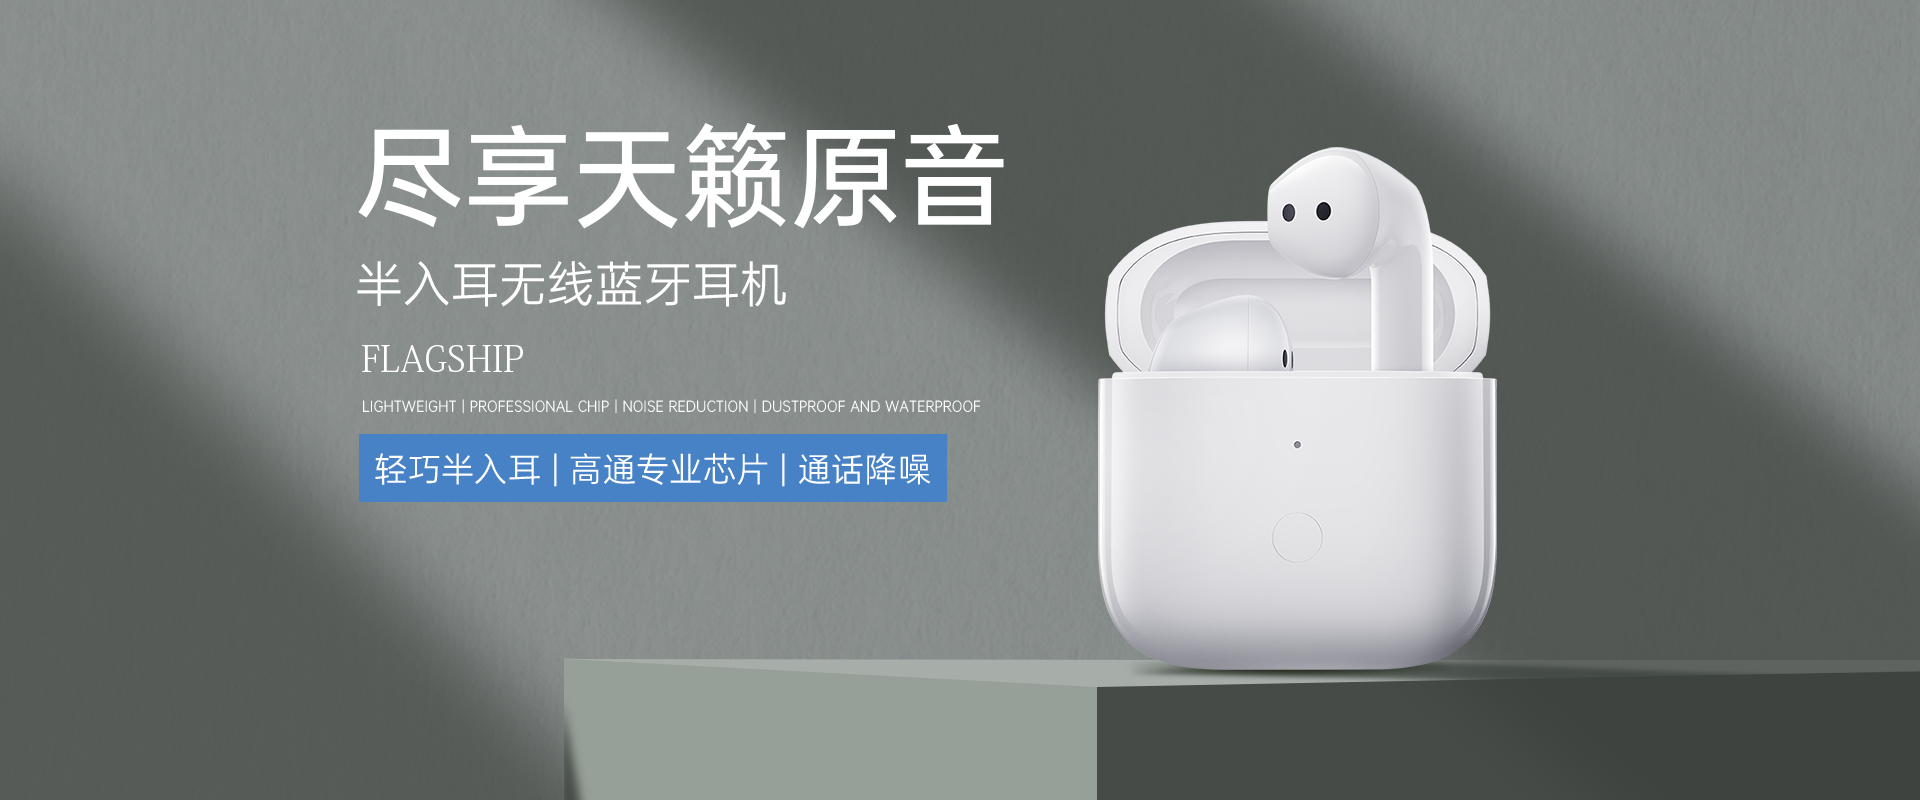 尽享天籁原音
半入耳无线蓝牙耳机
FLAGSHIP
LIGHTWEIGHT | PROFESSIONAL CHIP | NOISE REDUCTION | DUSTPROOF AND WATERPROOF
轻巧半入耳 | 高通专业芯片 | 通话降噪